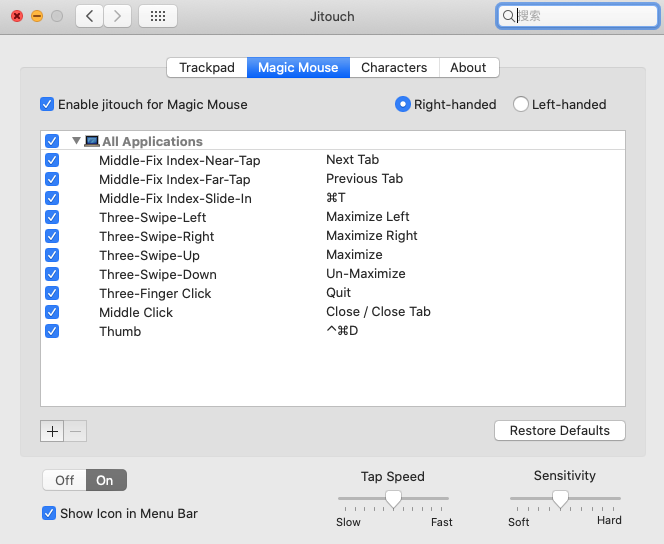 Jitouch
搜索
Trackpad Magic Mouse Characters About
Enable jitouch for Magic Mouse Right-handed Left-handed
All Applications
Middle-Fix Index-Near-Tap Next Tab
Middle-Fix Index-Far-Tap Previous Tab
Middle-Fix Index-Slide-In ⌘T
Three-Swipe-Left Maximize Left
Three-Swipe-Right Maximize Right
Three-Swipe-Up Maximize
Three-Swipe-Down Un-Maximize
Three-Finger Click Quit
Middle Click Close / Close Tab
Thumb ^⌘D
Restore Defaults
Off On
Tap Speed Sensitivity
Show Icon in Menu Bar
Slow Fast Soft Hard